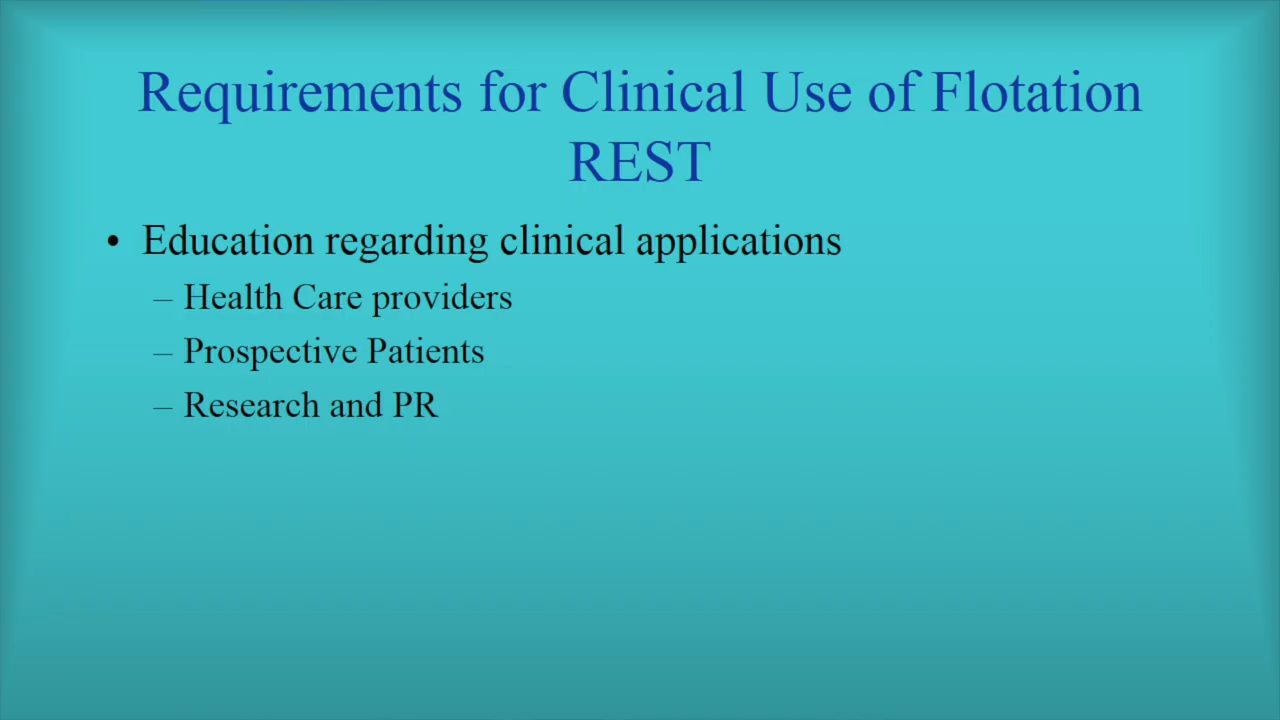 Requirements for Clinical Use of Flotation
REST
• Education regarding clinical applications
– Health Care providers
– Prospective Patients
– Research and PR